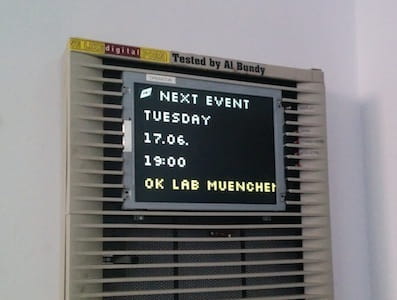 digital
Tested by Al Bundy
NEXT EVENT
TUESDAY
17.06.
19:00
OK LAB MUENCHEN